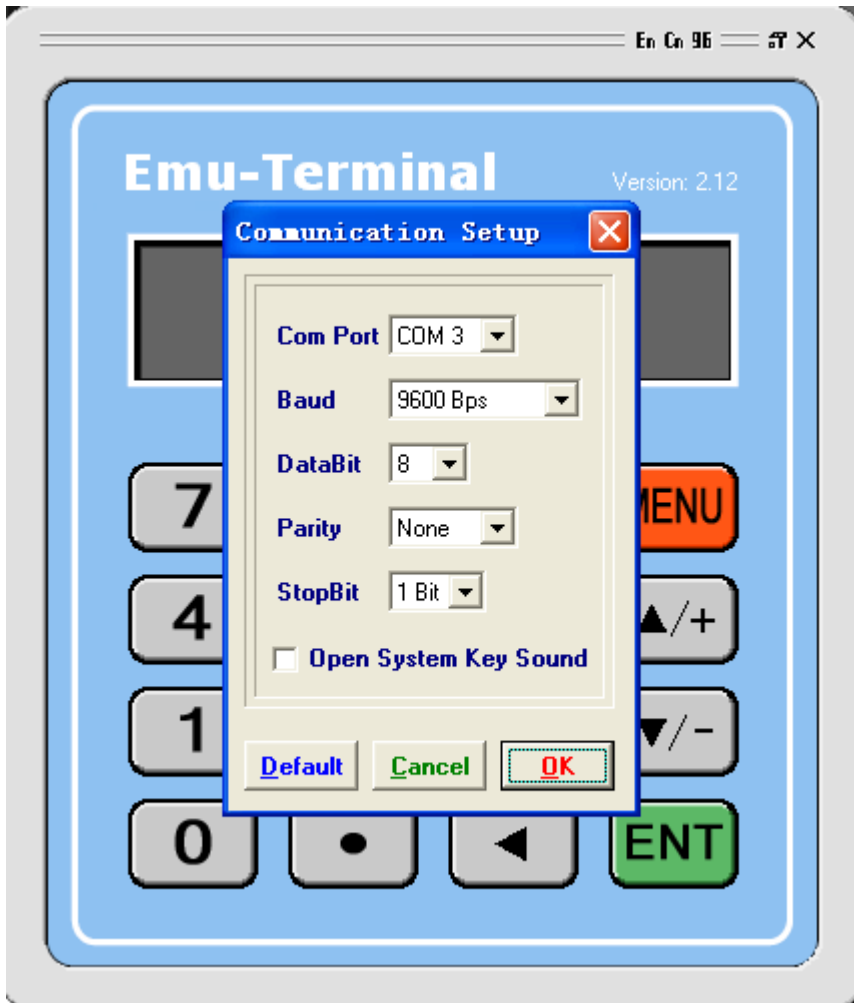 En Cn 96
Emu-Terminal
Version: 2.12
Communication Setup
Com Port COM 3
Baud 9600 Bps
DataBit 8
Parity None
StopBit 1 Bit
Open System Key Sound
Default Cancel OK
7 MENU
4 ▲/+
1 ▼/-
0 • ◀ ENT